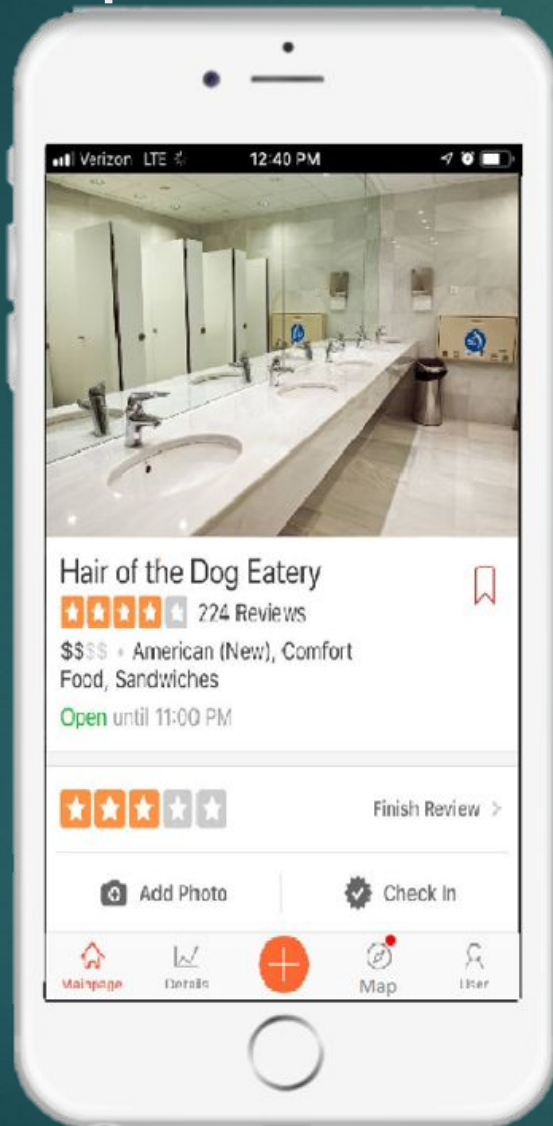 Verizon LTE 12:40 PM
Hair of the Dog Eatery
224 Reviews
$$$$ • American (New), Comfort
Food, Sandwiches
Open until 11:00 PM
Finish Review >
Add Photo
Check In
Mainpage
Details
Map
User